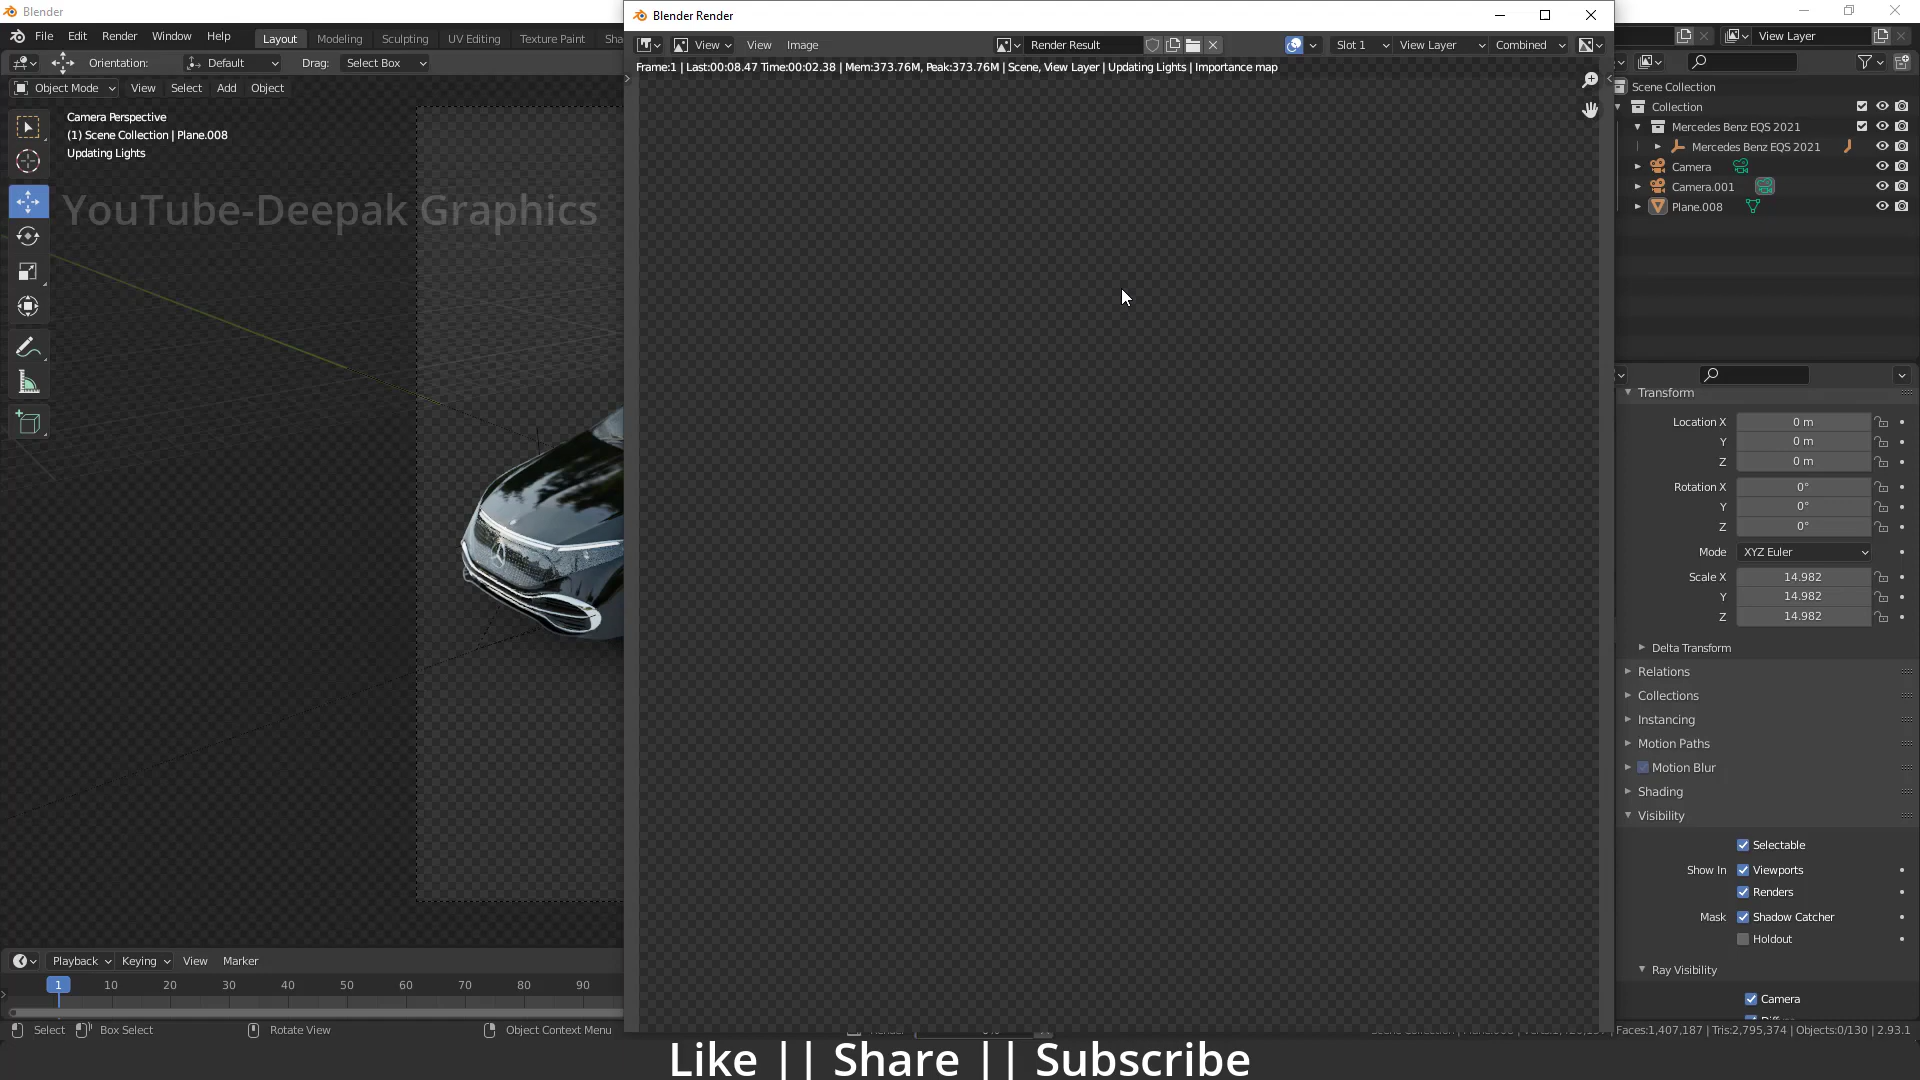 Blender
File Edit Render Window Help Layout Modeling Sculpting UV Editing Texture Paint
Orientation: Default Drag: Select Box
Object Mode View Select Add Object
Camera Perspective
(1) Scene Collection | Plane.008
Updating Lights
YouTube-Deepak Graphics
Blender Render
View View Image Render Result Slot 1 View Layer Combined
Frame:1 | Last:00:08.47 Time:00:02.38 | Mem:373.76M, Peak:373.76M | Scene, View Layer | Updating Lights | Importance map
View Layer
Scene Collection
Collection
Mercedes Benz EQS 2021
Mercedes Benz EQS 2021
Camera
Camera.001
Plane.008
Transform
Location X 0 m
Y 0 m
Z 0 m
Rotation X 0°
Y 0°
Z 0°
Mode XYZ Euler
Scale X 14.982
Y 14.982
Z 14.982
Delta Transform
Relations
Collections
Instancing
Motion Paths
Motion Blur
Shading
Visibility
Selectable
Show In Viewports
Renders
Mask Shadow Catcher
Holdout
Ray Visibility
Camera
Playback Keying View Marker
1 10 20 30 40 50 60 70 80 90
Select Box Select Rotate View Object Context Menu
Faces:1,407,187 | Tris:2,795,374 | Objects:0/130 | 2.93.1
Like || Share || Subscribe